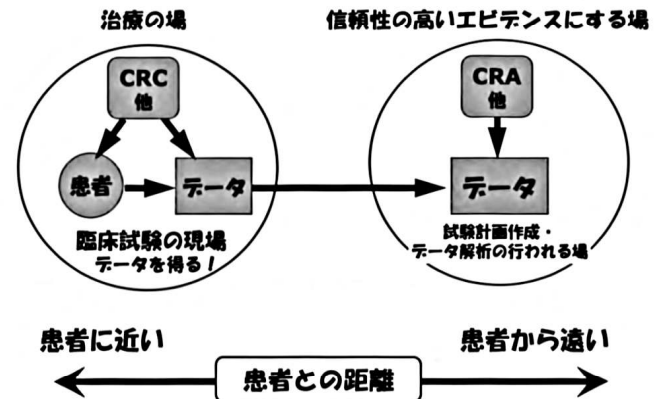 治療の場
信頼性の高いエビデンスにする場
CRC
他
患者
データ
臨床試験の現場
データを得る!
CRA
他
データ
試験計画作成・
データ解析の行われる場
患者に近い
患者から遠い
患者との距離